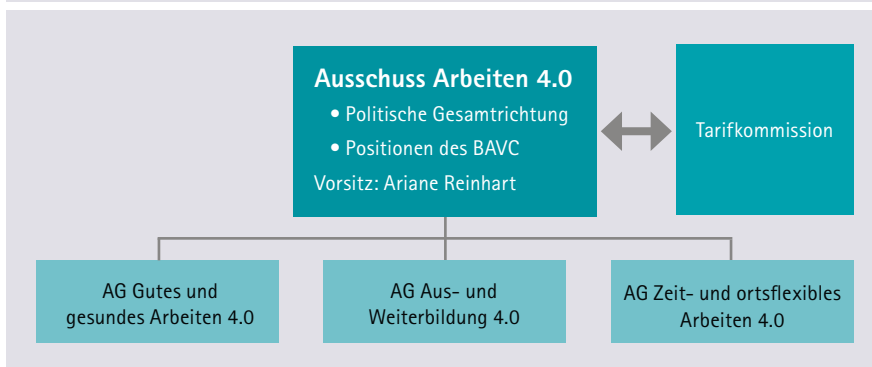 Ausschuss Arbeiten 4.0
• Politische Gesamtrichtung
• Positionen des BAVC
Vorsitz: Ariane Reinhart
Tarifkommission
AG Gutes und
gesundes Arbeiten 4.0
AG Aus- und
Weiterbildung 4.0
AG Zeit- und ortsflexibles
Arbeiten 4.0